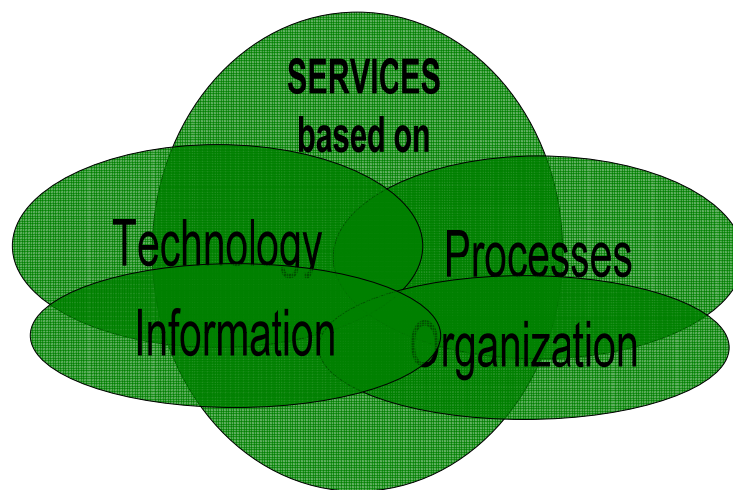 SERVICES
based on
Technology
Processes
Information
Organization